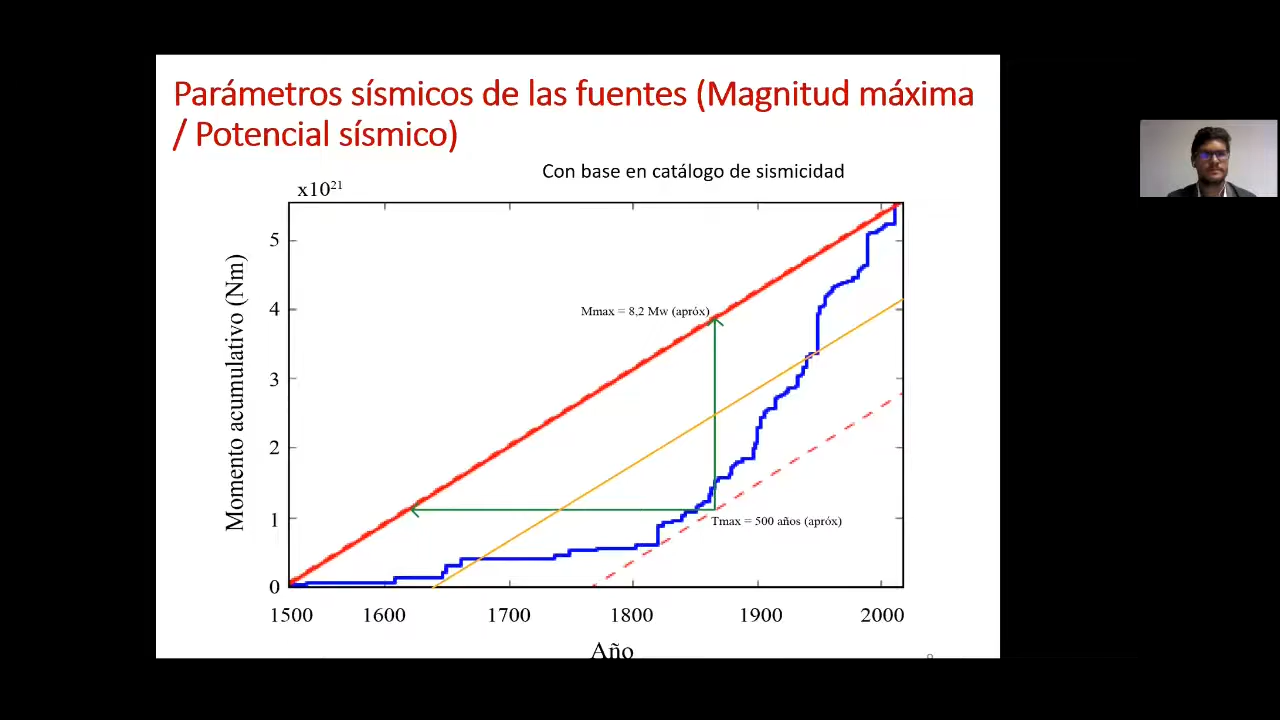 Parámetros sísmicos de las fuentes (Magnitud máxima
/ Potencial sísmico)
Con base en catálogo de sismicidad
x10²¹
Momento acumulativo (Nm)
5
4
3
2
1
0
Mmax = 8,2 Mw (apróx)
Tmax = 500 años (apróx)
1500 1600 1700 1800 1900 2000
Año